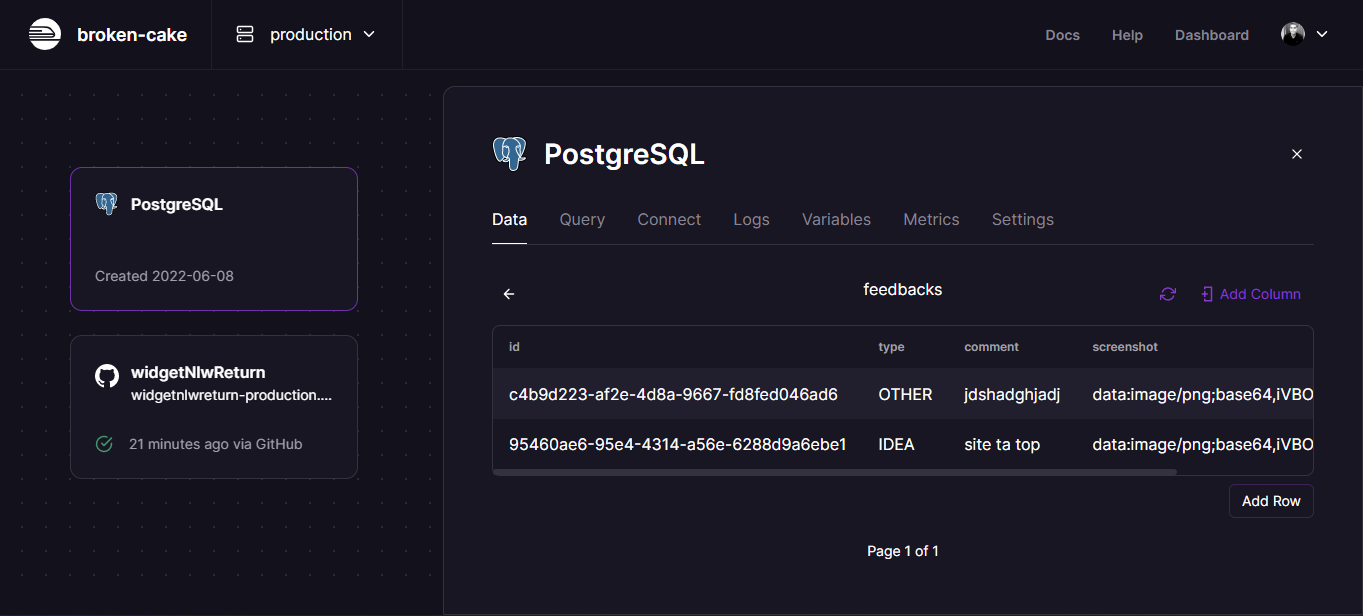 broken-cake production Docs Help Dashboard
PostgreSQL
Created 2022-06-08
widgetNlwReturn
widgetnlwreturn-production....
21 minutes ago via GitHub
PostgreSQL
Data Query Connect Logs Variables Metrics Settings
feedbacks Add Column
id type comment screenshot
c4b9d223-af2e-4d8a-9667-fd8fed046ad6 OTHER jdshadghjadj data:image/png;base64,iVBO
95460ae6-95e4-4314-a56e-6288d9a6ebe1 IDEA site ta top data:image/png;base64,iVBO
Add Row
Page 1 of 1